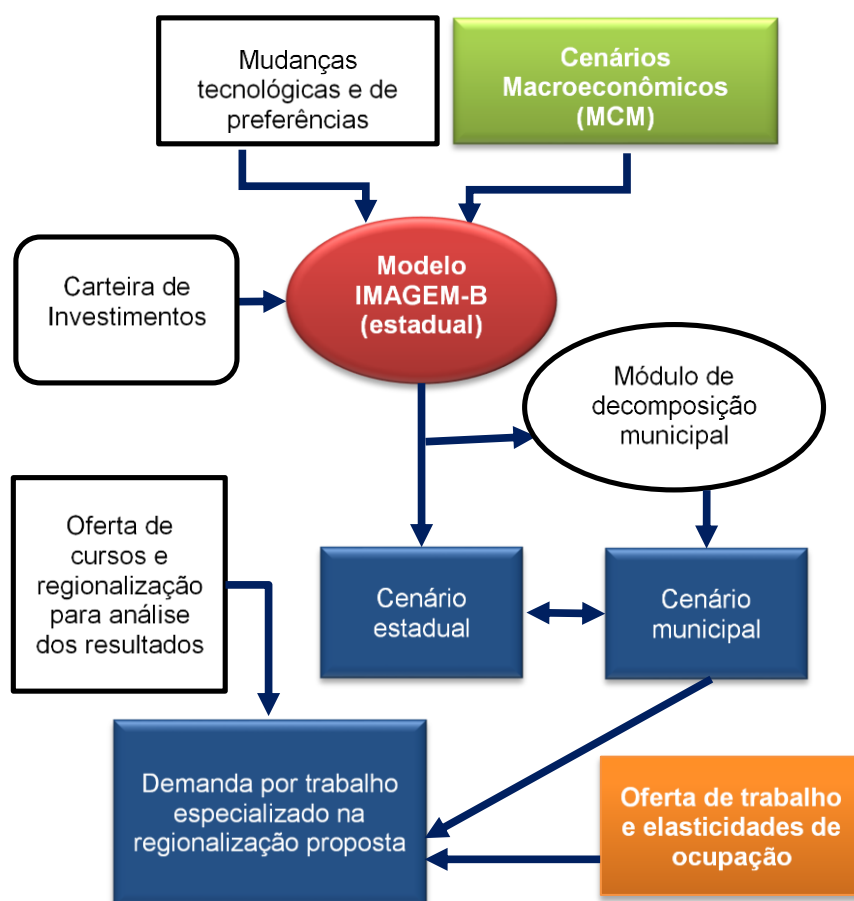 Mudanças
tecnológicas e de
preferências
Cenários
Macroeconômicos
(MCM)
Modelo
IMAGEM-B
(estadual)
Carteira de
Investimentos
Módulo de
decomposição
municipal
Oferta de
cursos e
regionalização
para análise
dos resultados
Cenário
estadual
Cenário
municipal
Demanda por trabalho
especializado na
regionalização proposta
Oferta de trabalho
e elasticidades de
ocupação